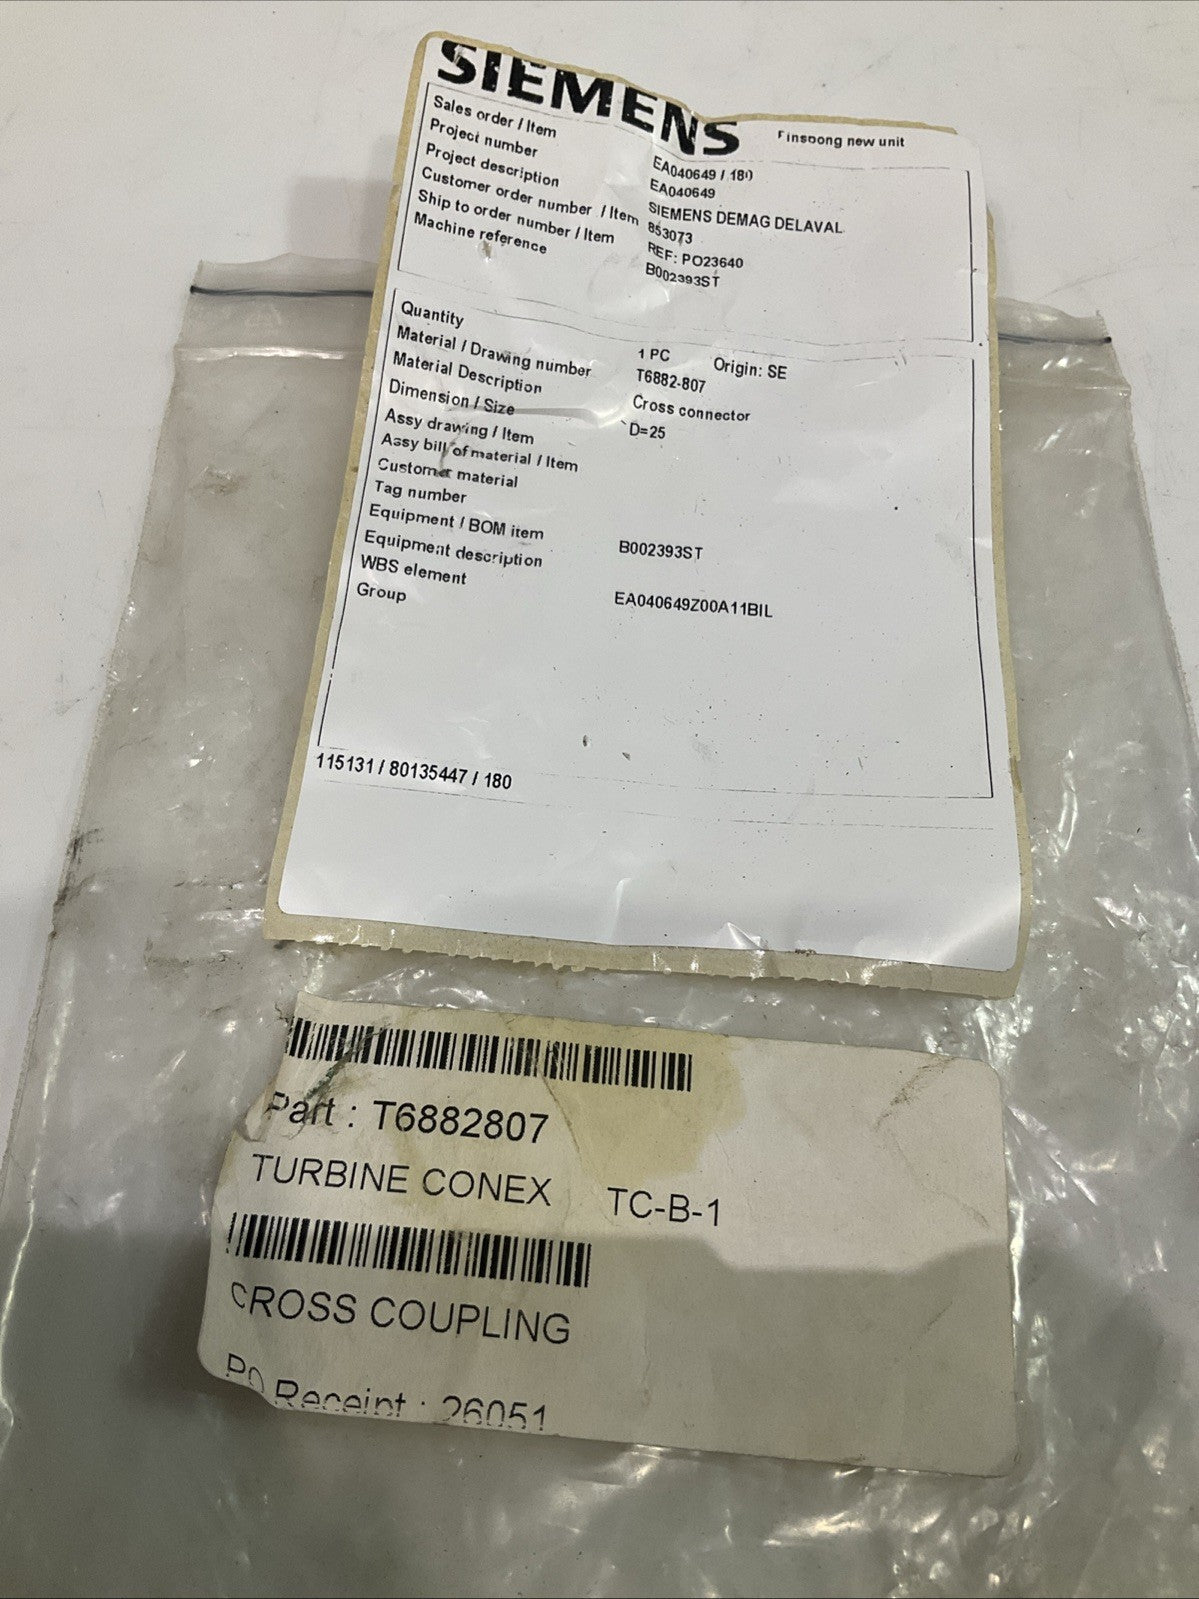 SIEMENS
Finspong new unit
Sales order / Item EA040649 / 180
Project number EA040649
Project description SIEMENS DEMAG DELAVAL
Customer order number / Item 853073
Ship to order number / Item REF: PO23640
Machine reference B002393ST
Quantity 1 PC Origin: SE
Material / Drawing number T6882-807
Material Description Cross connector
Dimension / Size D=25
Assy drawing / Item
Assy bill of material / Item
Customer material
Tag number
Equipment / BOM item B002393ST
Equipment description
WBS element EA040649Z00A11BIL
Group
115131 / 80135447 / 180
Part : T6882807
TURBINE CONEX TC-B-1
CROSS COUPLING
PO Receipt : 26051